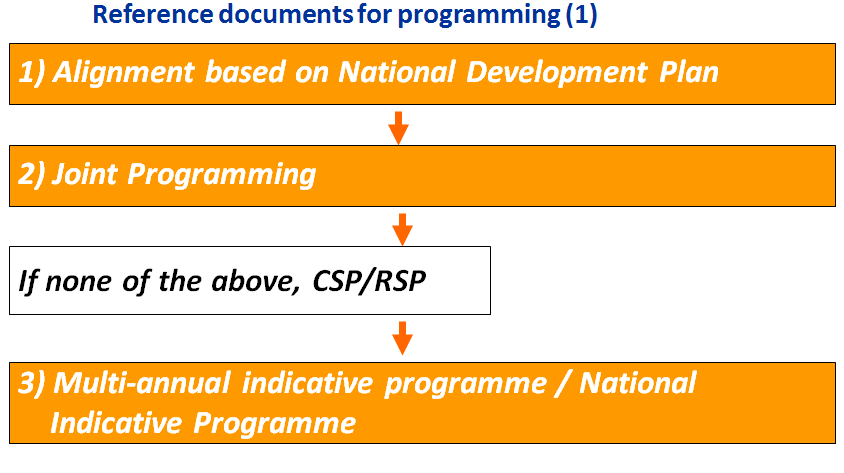 Reference documents for programming (1)
1) Alignment based on National Development Plan
2) Joint Programming
If none of the above, CSP/RSP
3) Multi-annual indicative programme / National
Indicative Programme